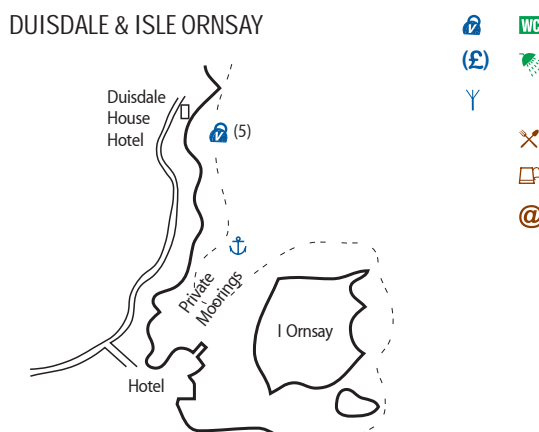 DUISDALE & ISLE ORNSAY
WC
(£)
Duisdale
House
Hotel
V (5)
@
Private
Moorings
I Ornsay
Hotel